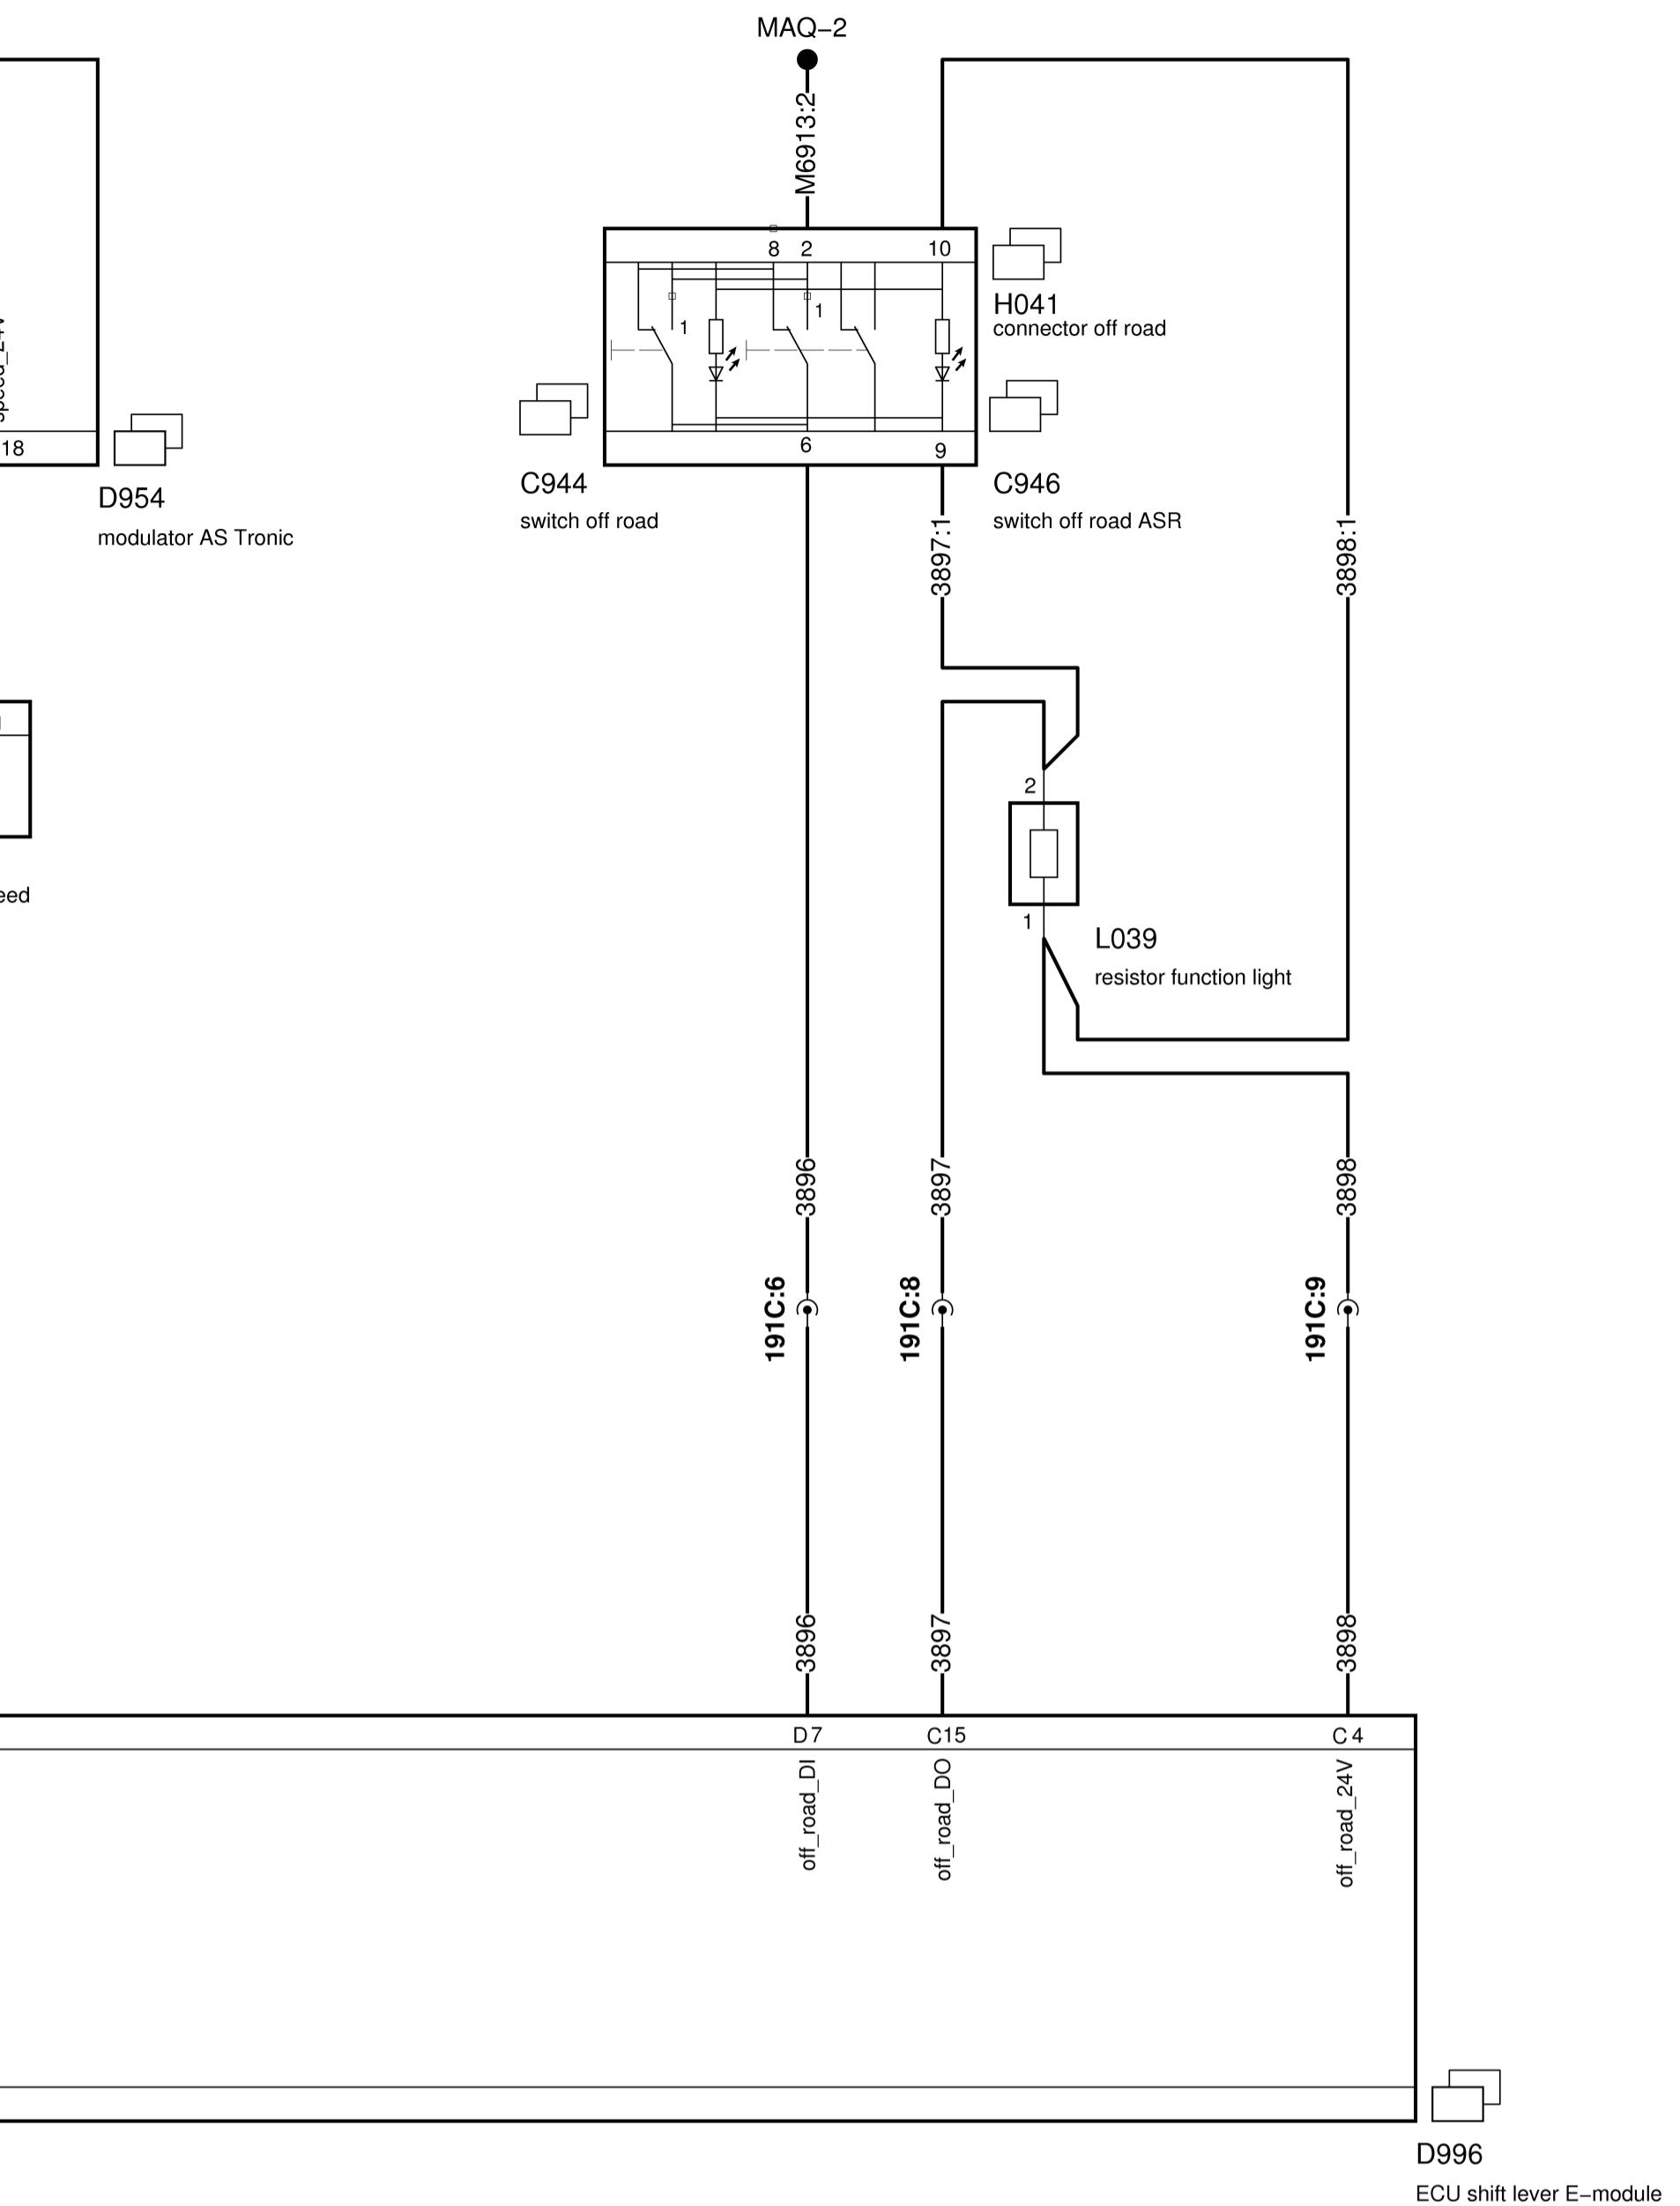 MAQ–2
M6913:2
8 2 10
H041
connector off road
1
1
6
9
18
D954
modulator AS Tronic
C944
switch off road
C946
switch off road ASR
3897:1
3898:1
2
eed
1
L039
resistor function light
3896
3897
3898
191C:6
191C:8
191C:9
3896
3897
3898
D7 C15 C4
off_road_DI
off_road_DO
off_road_24V
D996
ECU shift lever E–module